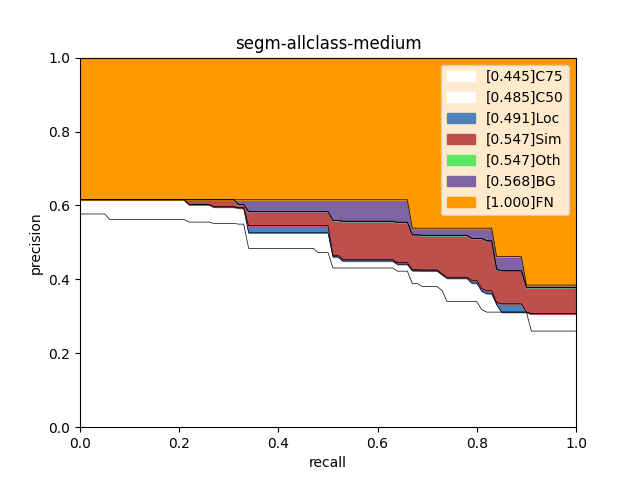 segm-allclass-medium
1.0
0.8
0.6
0.4
0.2
0.0
precision
[0.445]C75
[0.485]C50
[0.491]Loc
[0.547]Sim
[0.547]Oth
[0.568]BG
[1.000]FN
0.0 0.2 0.4 0.6 0.8 1.0
recall